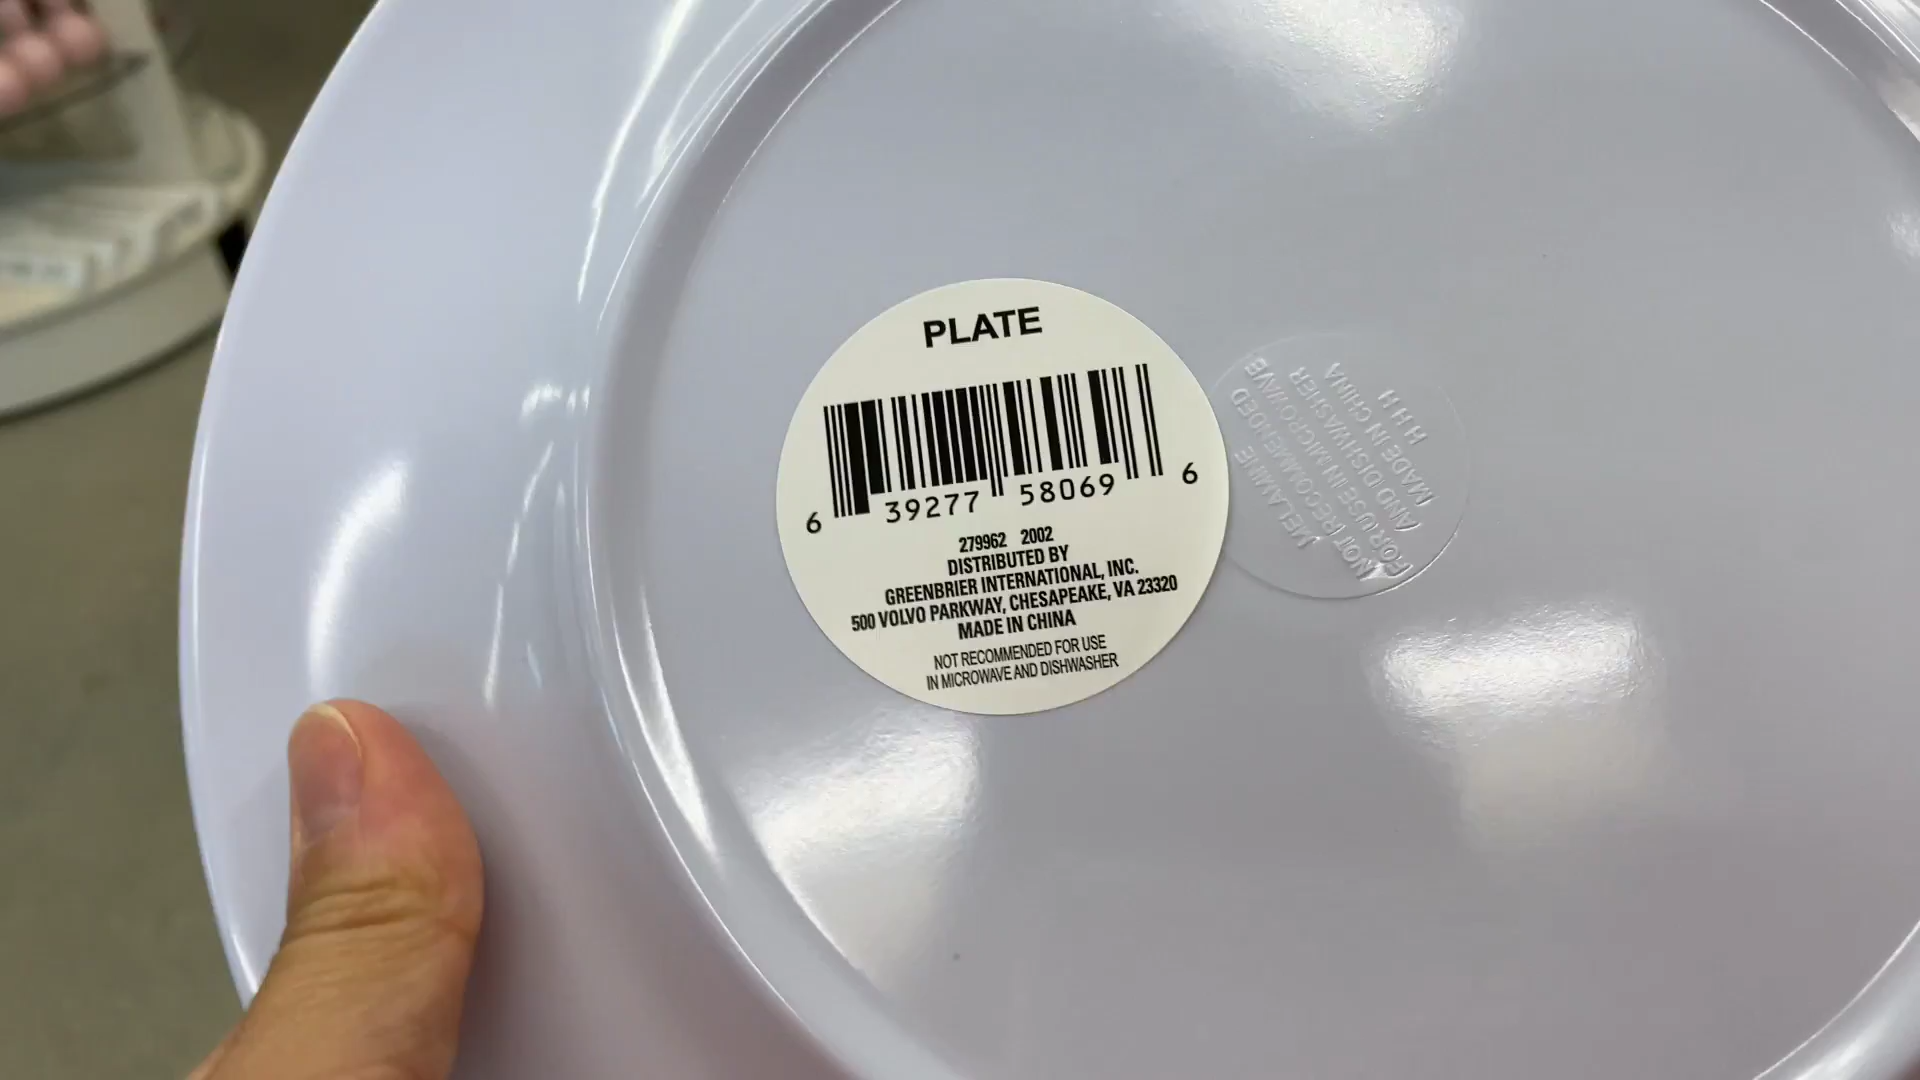 PLATE
6 39277 58069 6
279962 2002
DISTRIBUTED BY
GREENBRIER INTERNATIONAL, INC.
500 VOLVO PARKWAY, CHESAPEAKE, VA 23320
MADE IN CHINA
NOT RECOMMENDED FOR USE
IN MICROWAVE AND DISHWASHER
MELAMINE
NOT RECOMMENDED
FOR USE IN MICROWAVE
AND DISHWASHER
MADE IN CHINA
H H H